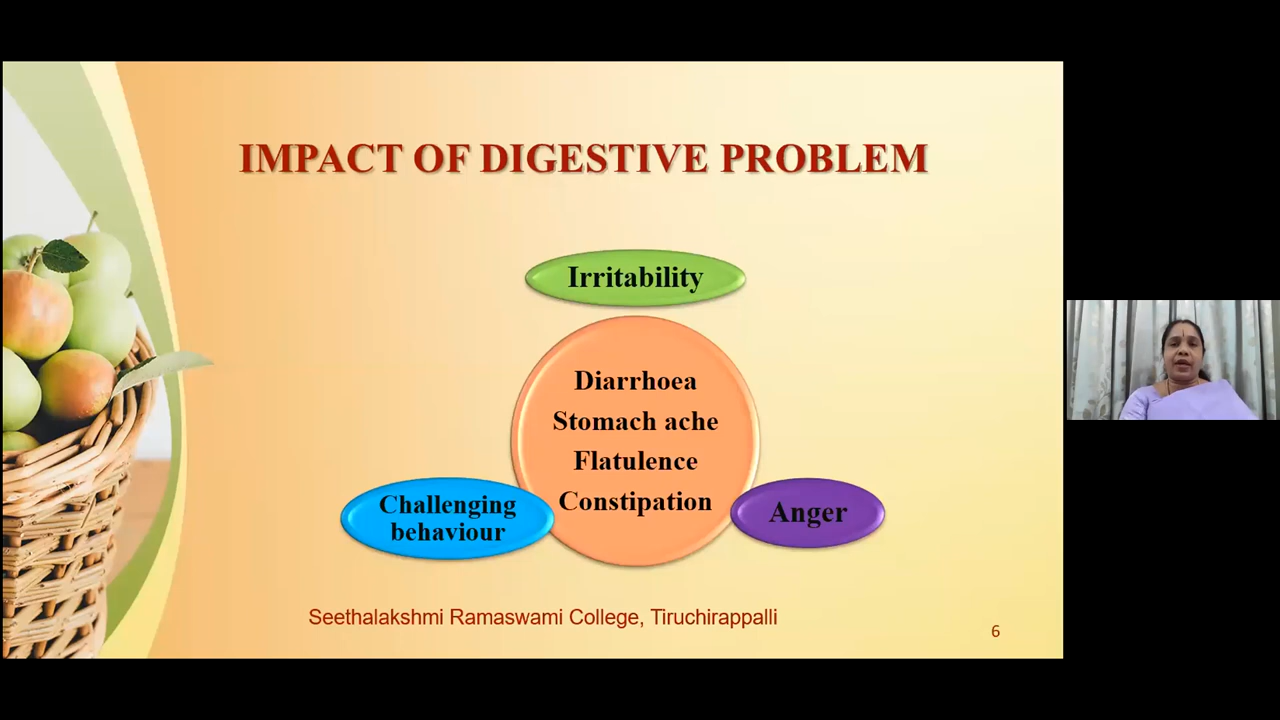 IMPACT OF DIGESTIVE PROBLEM
Irritability
Diarrhoea
Stomach ache
Flatulence
Constipation
Challenging
behaviour
Anger
Seethalakshmi Ramaswami College, Tiruchirappalli
6